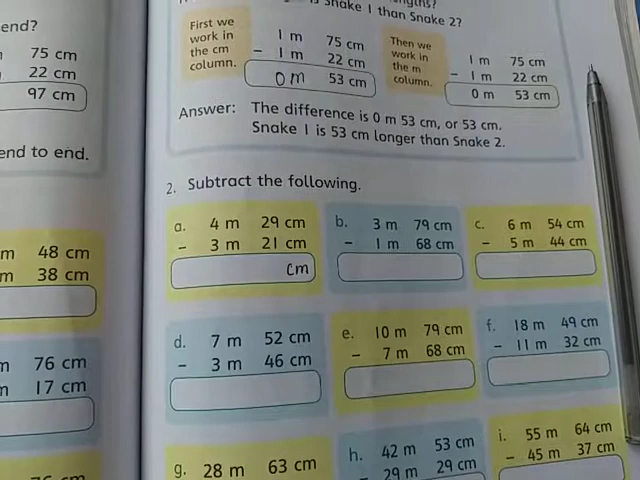 Snake 1 than Snake 2?
First we
work in
the cm
column.
1 m 75 cm
- 1 m 22 cm
0 m 53 cm
Then we
work in
the m
column.
1 m 75 cm
- 1 m 22 cm
0 m 53 cm
Answer: The difference is 0 m 53 cm, or 53 cm.
Snake 1 is 53 cm longer than Snake 2.
2. Subtract the following.
a. 4 m 29 cm
- 3 m 21 cm
cm
b. 3 m 79 cm
- 1 m 68 cm
c. 6 m 54 cm
- 5 m 44 cm
d. 7 m 52 cm
- 3 m 46 cm
e. 10 m 79 cm
- 7 m 68 cm
f. 18 m 49 cm
- 11 m 32 cm
g. 28 m 63 cm
h. 42 m 53 cm
- 29 m 29 cm
i. 55 m 64 cm
- 45 m 37 cm
end?
75 cm
22 cm
97 cm
end to end.
m 48 cm
m 38 cm
m 76 cm
m 17 cm